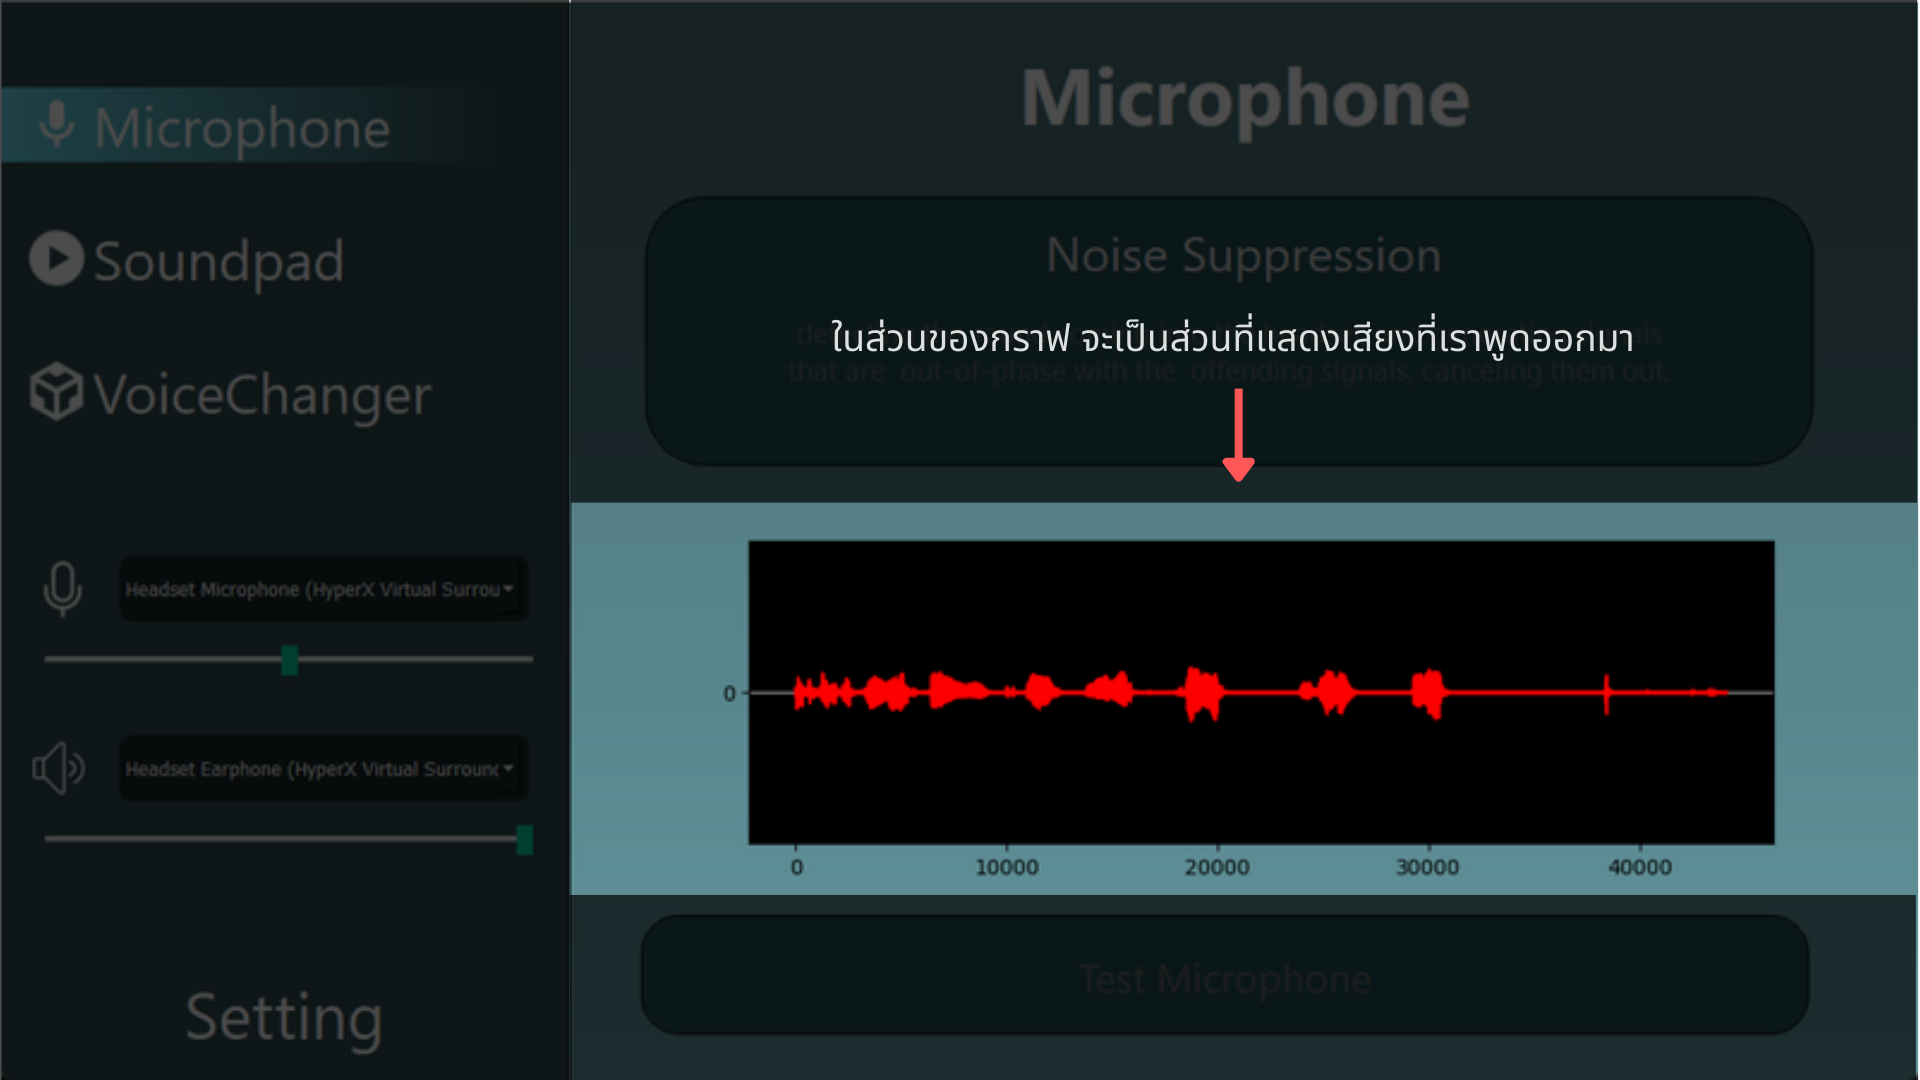 Microphone
Soundpad
VoiceChanger
Headset Microphone (HyperX Virtual Surrou
Headset Earphone (HyperX Virtual Surroun
Setting
Microphone
Noise Suppression
ในส่วนของกราฟ จะเป็นส่วนที่แสดงเสียงที่เราพูดออกมา
that are out-of-phase with the offending signals, canceling them out.
0
0 10000 20000 30000 40000
Test Microphone